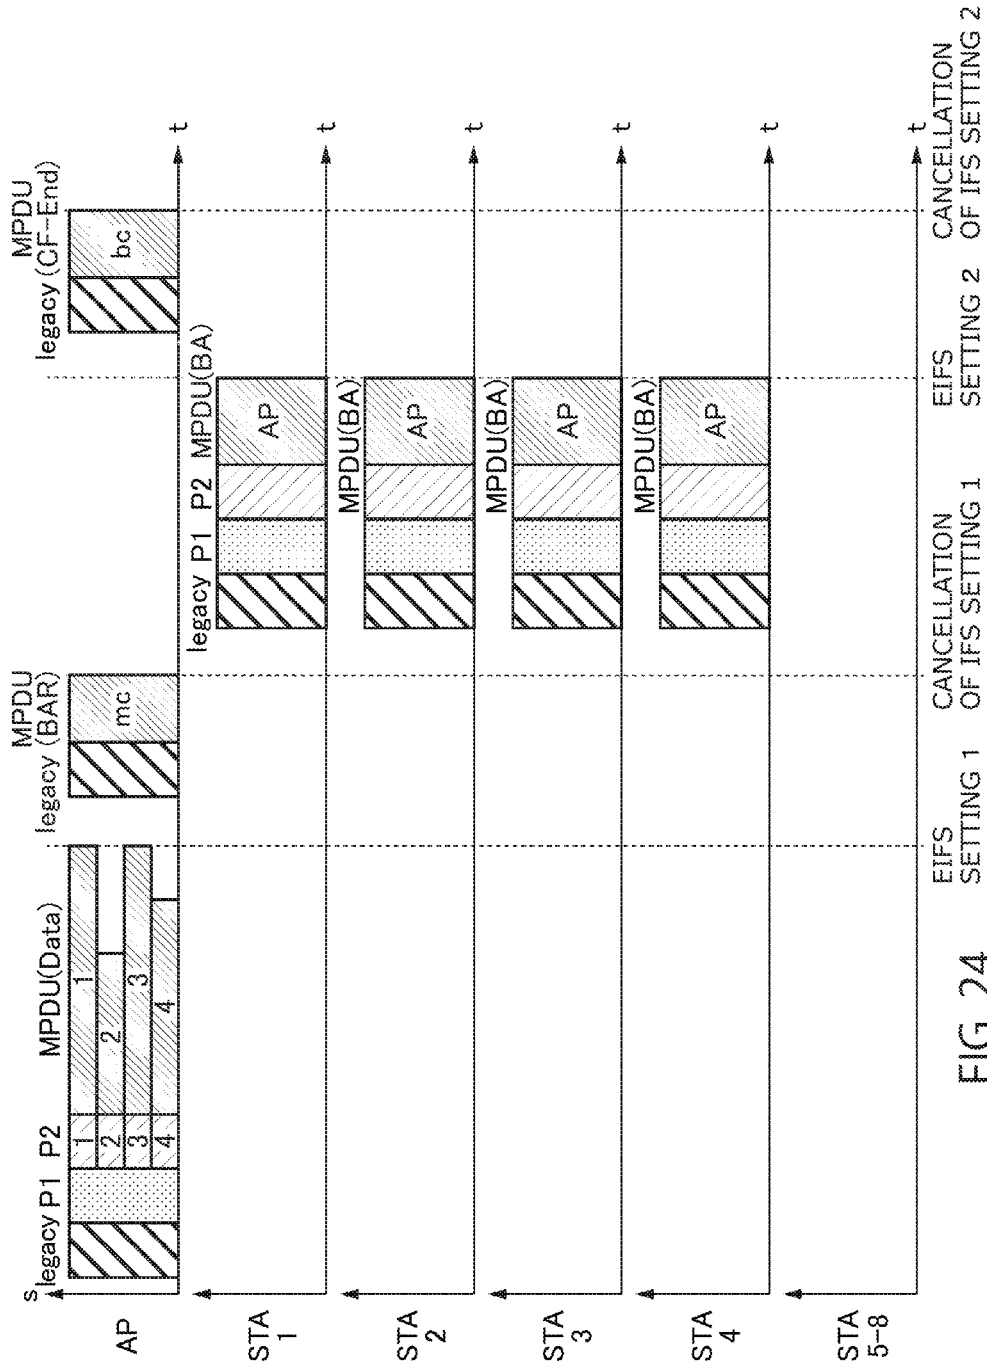 s
legacy P1 P2 MPDU(Data)
MPDU
legacy (BAR)
MPDU
legacy (CF-End)
AP
1
2
3
4
1
2
3
4
mc
bc
t
legacy P1 P2 MPDU(BA)
STA
1
AP
t
MPDU(BA)
STA
2
AP
t
MPDU(BA)
STA
3
AP
t
MPDU(BA)
STA
4
AP
t
STA
5-8
t
EIFS
SETTING 1
CANCELLATION
OF IFS SETTING 1
EIFS
SETTING 2
CANCELLATION
OF IFS SETTING 2
FIG. 24